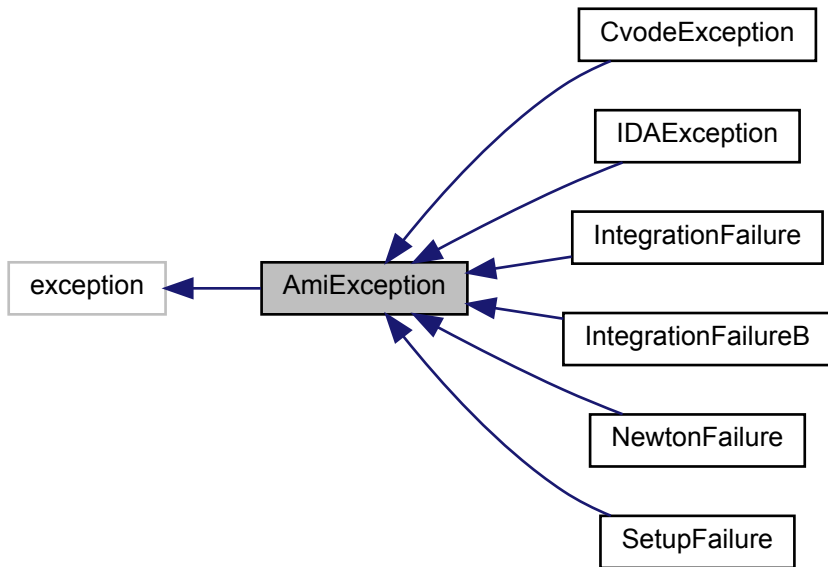 exception
AmiException
CvodeException
IDAException
IntegrationFailure
IntegrationFailureB
NewtonFailure
SetupFailure